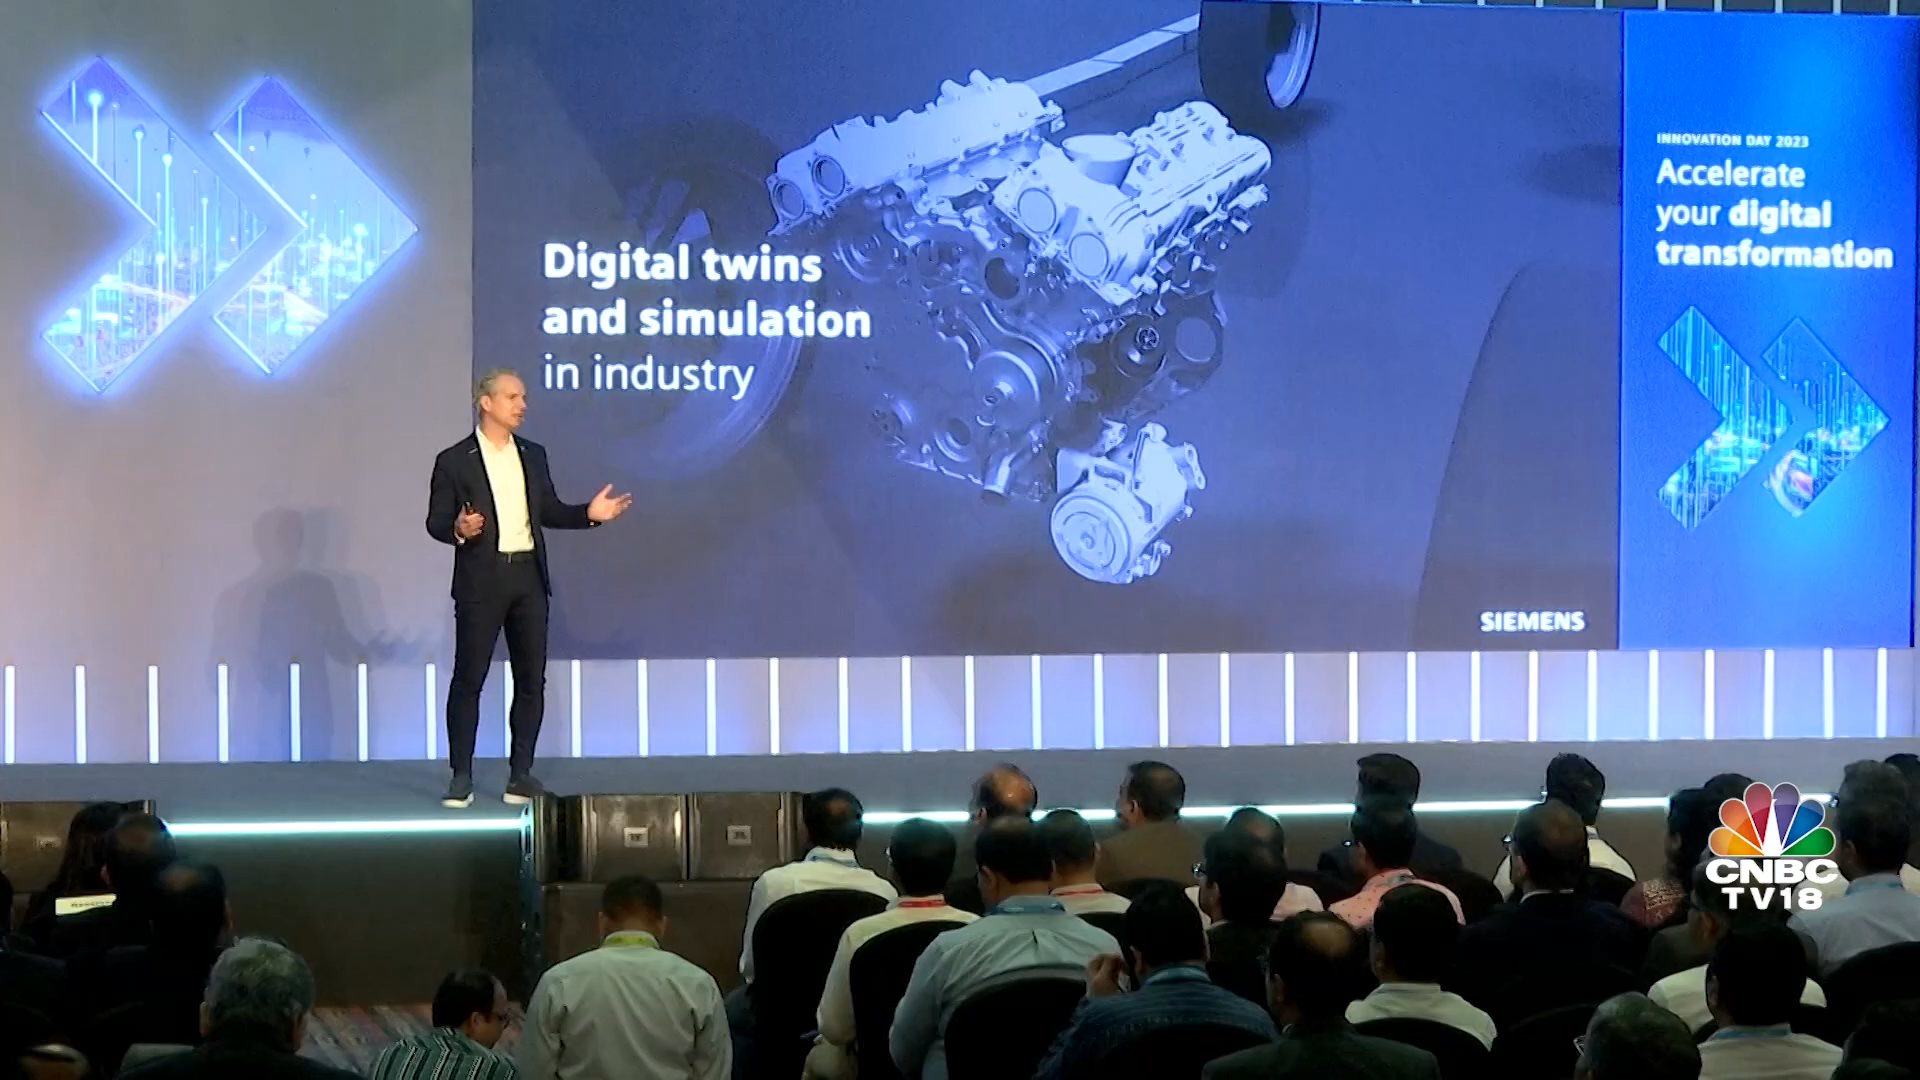 Digital twins
and simulation
in industry
SIEMENS
INNOVATION DAY 2023
Accelerate
your digital
transformation
CNBC
TV18